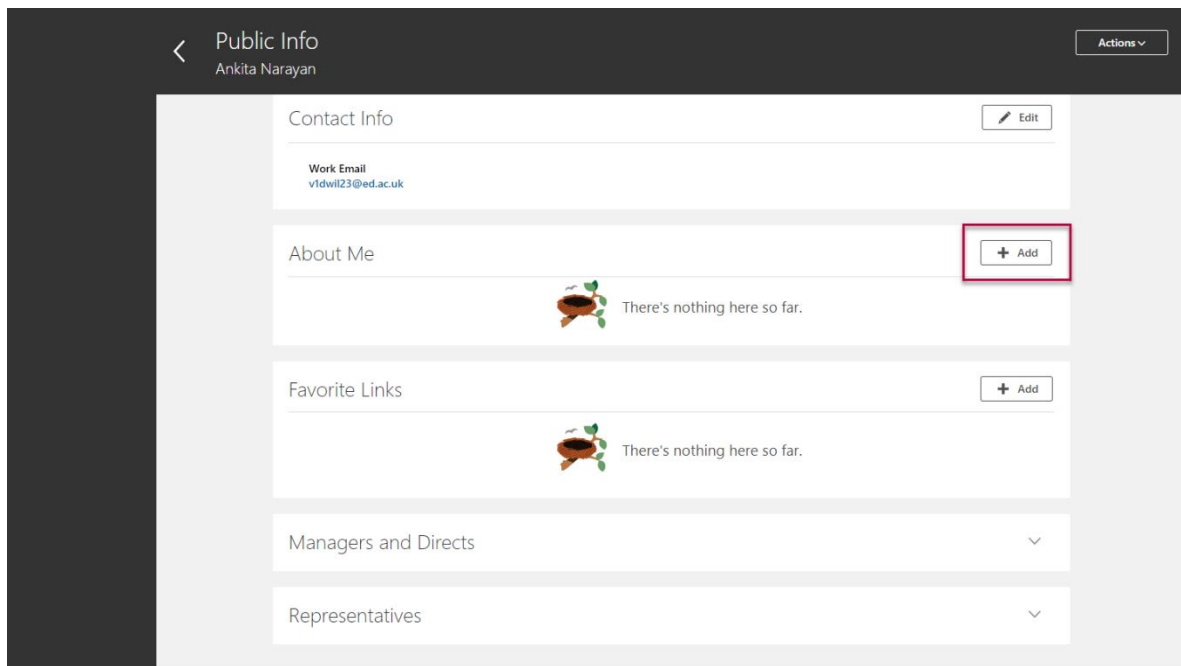 Public Info
Ankita Narayan
Actions
Contact Info
Edit
Work Email
v1dwil23@ed.ac.uk
About Me
Add
There's nothing here so far.
Favorite Links
Add
There's nothing here so far.
Managers and Directs
Representatives